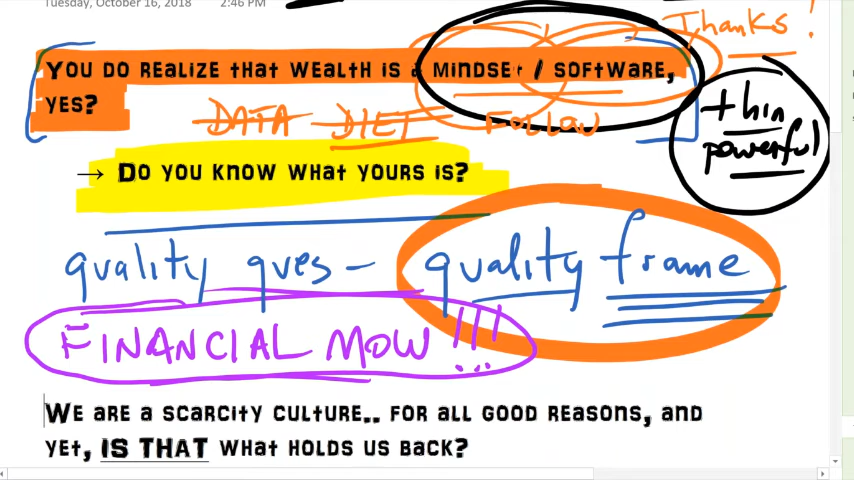 Tuesday, October 16, 2018 2:46 PM
Thanks!
YOU DO REALIZE THAT WEALTH IS A MINDSET / SOFTWARE,
YES?
DATA DIET FOLLOW
thin
powerful
→ DO YOU KNOW WHAT YOURS IS?
quality ques – quality frame
FINANCIAL MOW !!!
WE ARE A SCARCITY CULTURE.. FOR ALL GOOD REASONS, AND
YET, IS THAT WHAT HOLDS US BACK?